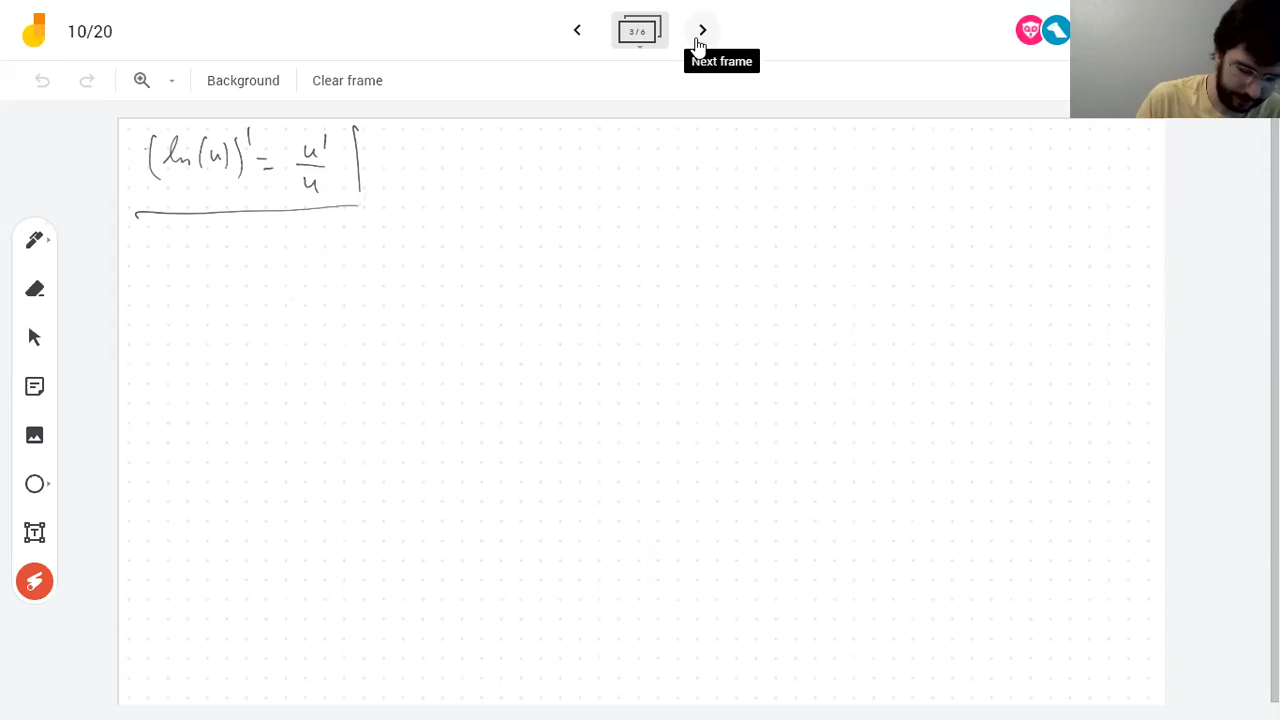 10/20
3 / 6
Next frame
Background
Clear frame
(ln(u))' = u'/u
T